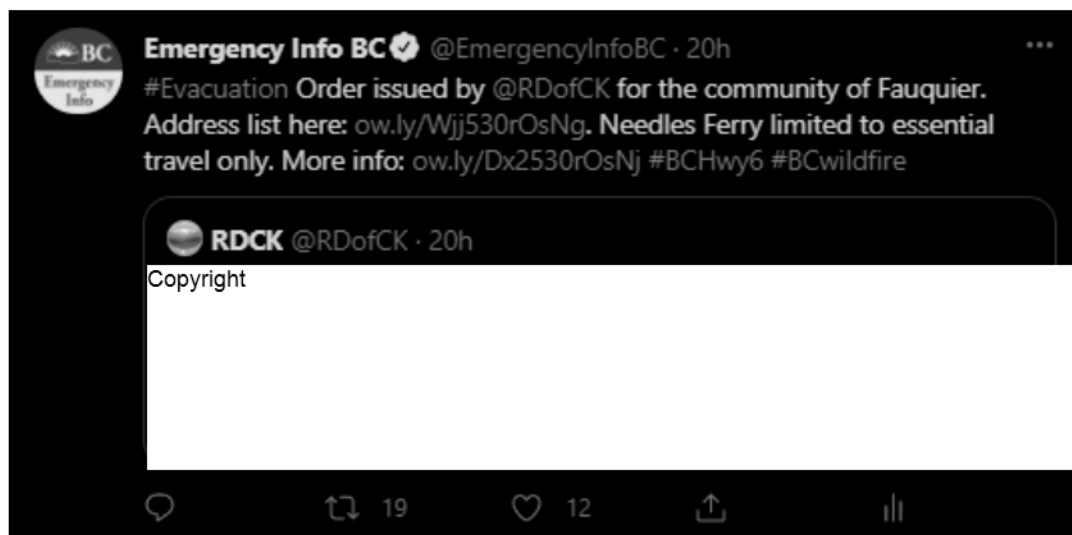 BC
Emergency
Info
Emergency Info BC @EmergencyInfoBC · 20h
#Evacuation Order issued by @RDofCK for the community of Fauquier.
Address list here: ow.ly/Wjj530rOsNg. Needles Ferry limited to essential
travel only. More info: ow.ly/Dx2530rOsNj #BCHwy6 #BCwildfire
RDCK @RDofCK · 20h
Copyright
19 12